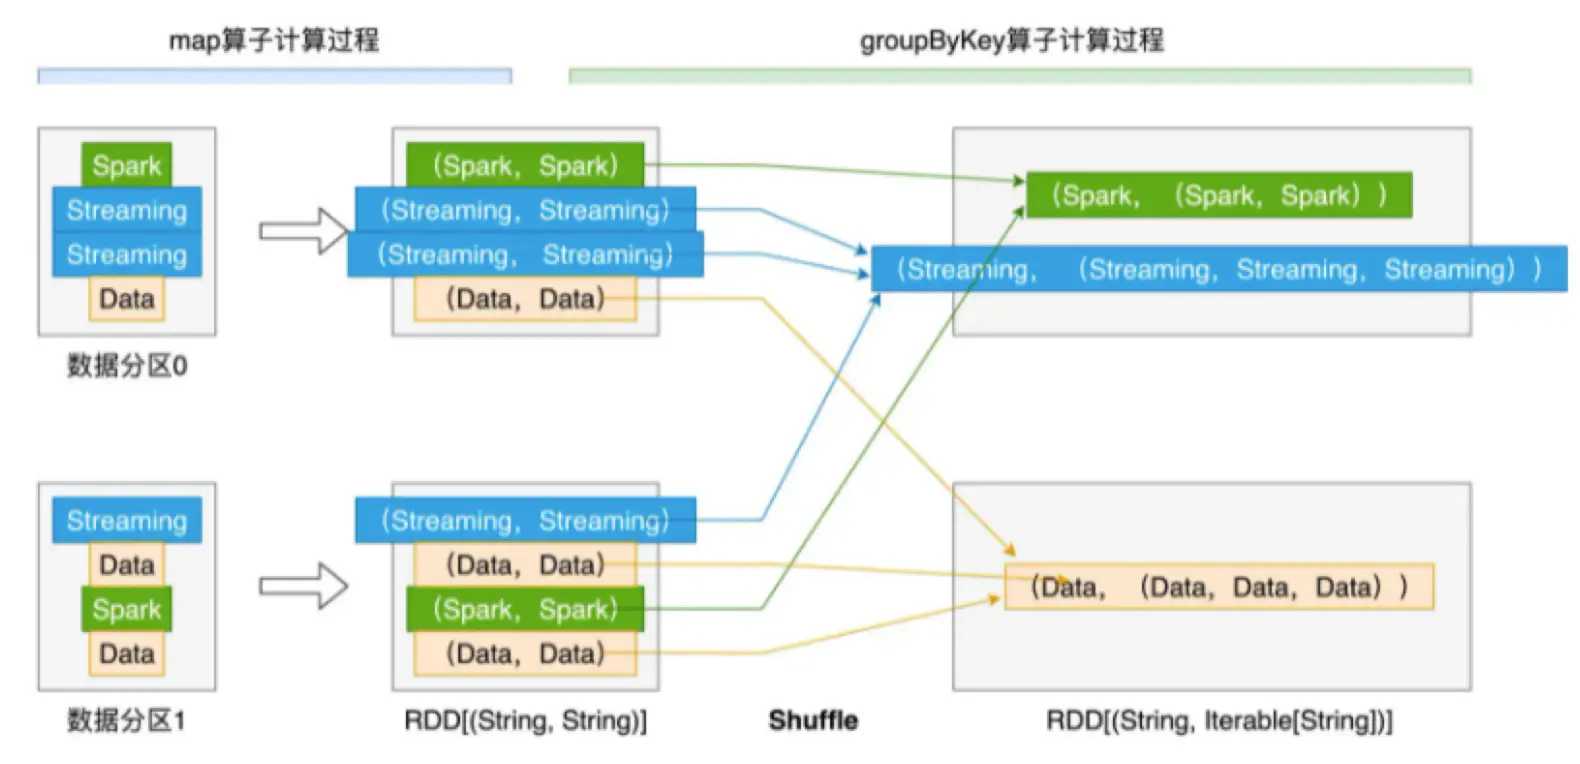 map算子计算过程
groupByKey算子计算过程
Spark
Streaming
Streaming
Data
数据分区0
（Spark，Spark）
（Streaming，Streaming）
（Streaming，Streaming）
（Data，Data）
（Spark，（Spark，Spark））
（Streaming，（Streaming，Streaming，Streaming））
Streaming
Data
Spark
Data
数据分区1
（Streaming，Streaming）
（Data，Data）
（Spark，Spark）
（Data，Data）
RDD[(String, String)]
Shuffle
（Data，（Data，Data，Data））
RDD[(String, Iterable[String])]